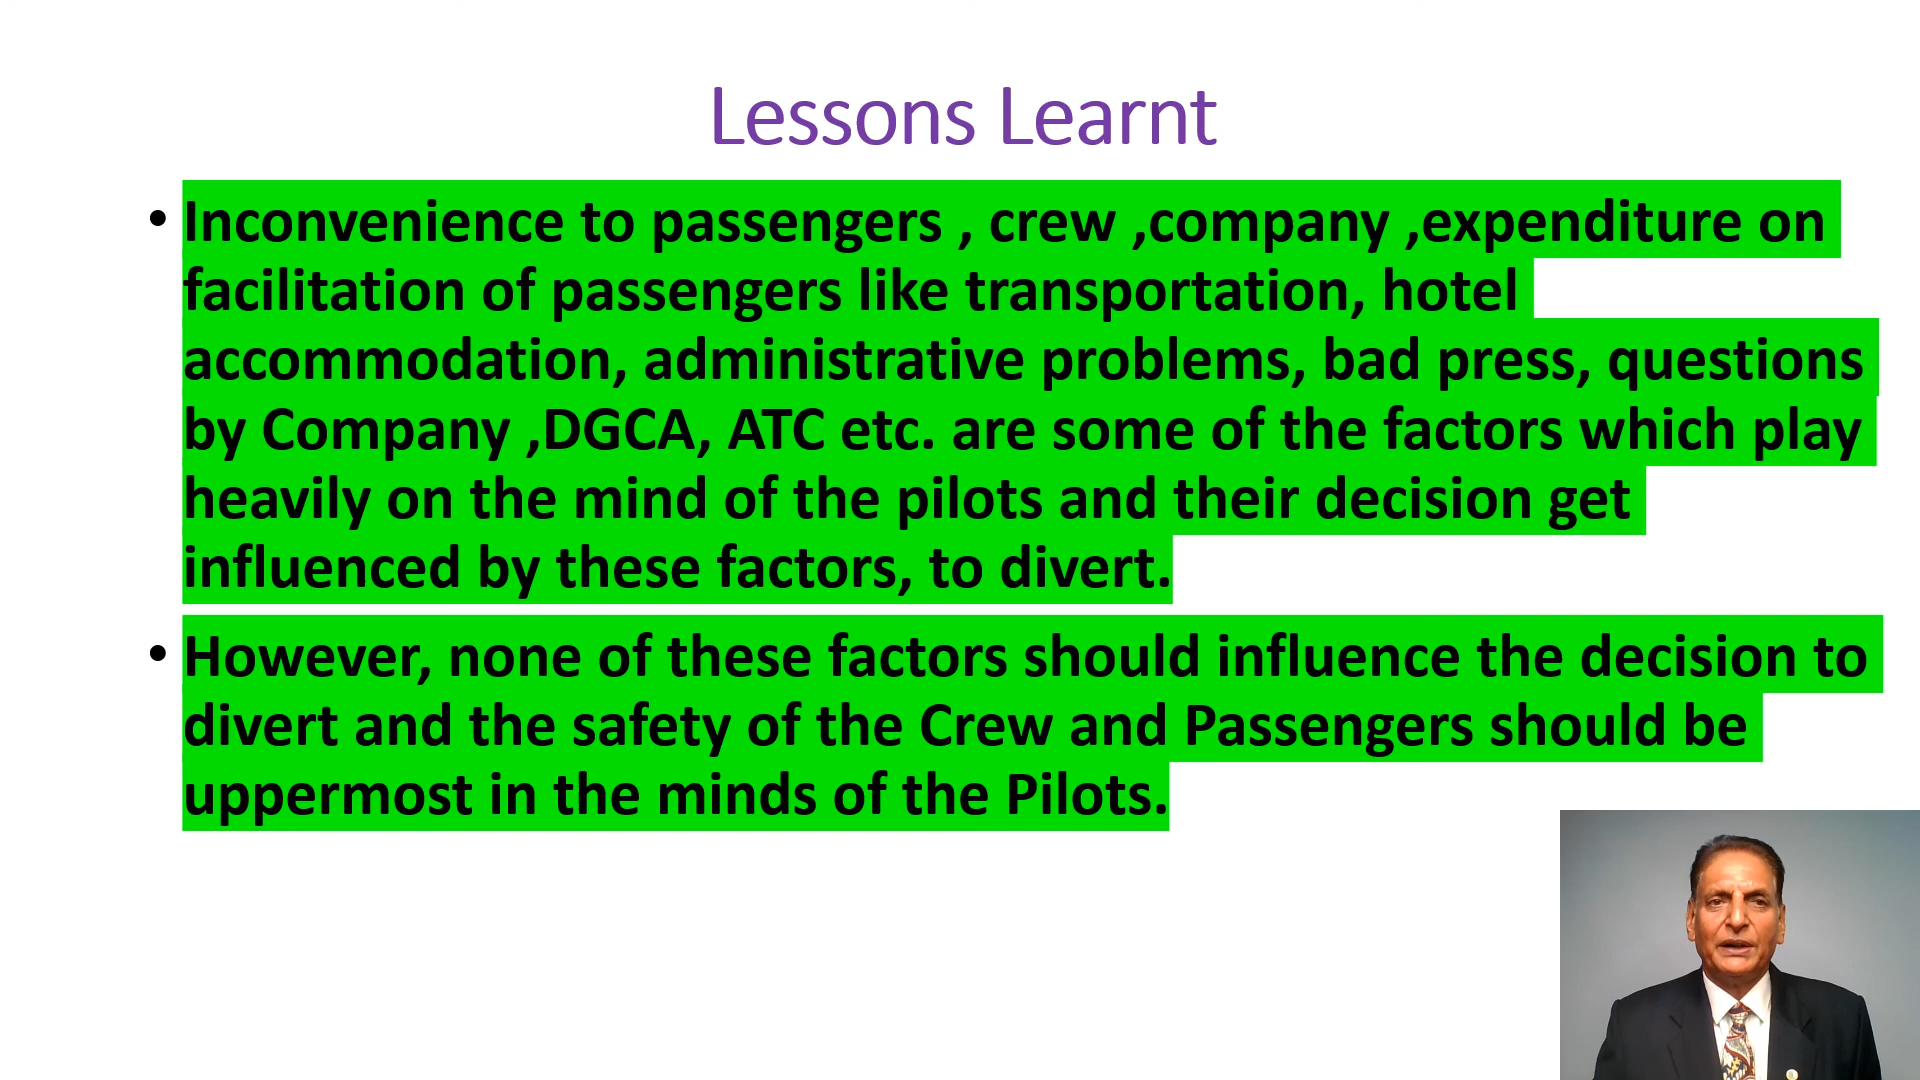 Lessons Learnt
• Inconvenience to passengers , crew ,company ,expenditure on
facilitation of passengers like transportation, hotel
accommodation, administrative problems, bad press, questions
by Company ,DGCA, ATC etc. are some of the factors which play
heavily on the mind of the pilots and their decision get
influenced by these factors, to divert.
• However, none of these factors should influence the decision to
divert and the safety of the Crew and Passengers should be
uppermost in the minds of the Pilots.